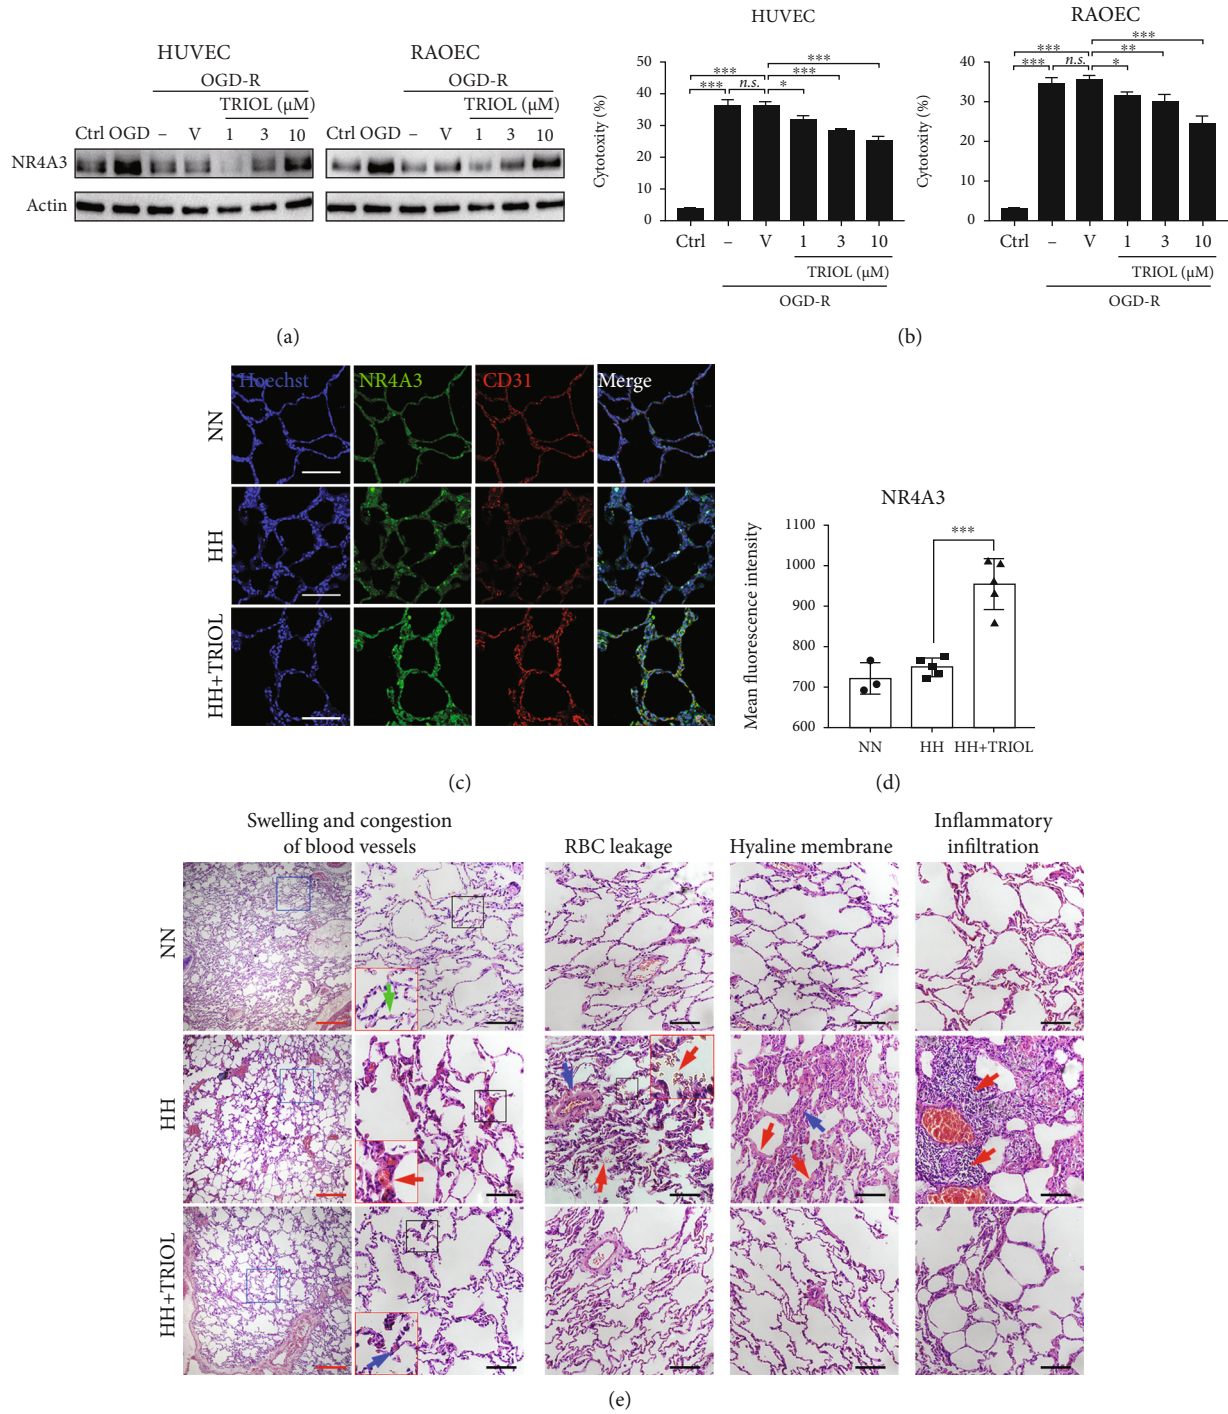 HUVEC
OGD-R
TRIOL (μM)
Ctrl OGD – V 1 3 10
RAOEC
OGD-R
TRIOL (μM)
Ctrl OGD – V 1 3 10
NR4A3
Actin
(a)
HUVEC
Cytotoxity (%)
50
40
30
20
10
0
*** *** n.s. * *** ***
Ctrl – V 1 3 10
TRIOL (μM)
OGD-R
RAOEC
Cytotoxity (%)
40
30
20
10
0
*** *** n.s. * ** ***
Ctrl – V 1 3 10
TRIOL (μM)
OGD-R
(b)
Hoechst NR4A3 CD31 Merge
NN
HH
HH+TRIOL
(c)
NR4A3
Mean fluorescence intensity
1100
1000
900
800
700
600
***
NN HH HH+TRIOL
(d)
Swelling and congestion
of blood vessels
RBC leakage
Hyaline membrane
Inflammatory
infiltration
NN
HH
HH+TRIOL
(e)